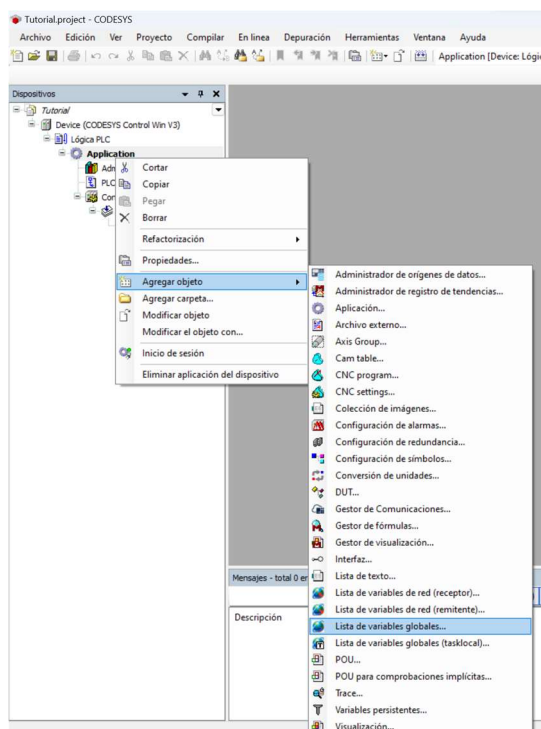 Tutorial.project - CODESYS
Archivo Edición Ver Proyecto Compilar En linea Depuración Herramientas Ventana Ayuda
Application [Device: Lógic
Dispositivos
Tutorial
Device (CODESYS Control Win V3)
Lógica PLC
Application
Adm
PLC
Con
Cortar
Copiar
Pegar
Borrar
Refactorización
Propiedades...
Agregar objeto
Agregar carpeta...
Modificar objeto
Modificar el objeto con...
Inicio de sesión
Eliminar aplicación del dispositivo
Administrador de orígenes de datos...
Administrador de registro de tendencias...
Aplicación...
Archivo externo...
Axis Group...
Cam table...
CNC program...
CNC settings...
Colección de imágenes...
Configuración de alarmas...
Configuración de redundancia...
Configuración de símbolos...
Conversión de unidades...
DUT...
Gestor de Comunicaciones...
Gestor de fórmulas...
Gestor de visualización...
Interfaz...
Lista de texto...
Lista de variables de red (receptor)...
Lista de variables de red (remitente)...
Lista de variables globales...
Lista de variables globales (tasklocal)...
POU...
POU para comprobaciones implícitas...
Trace...
Variables persistentes...
Visualización...
Mensajes - total 0 er
Descripción